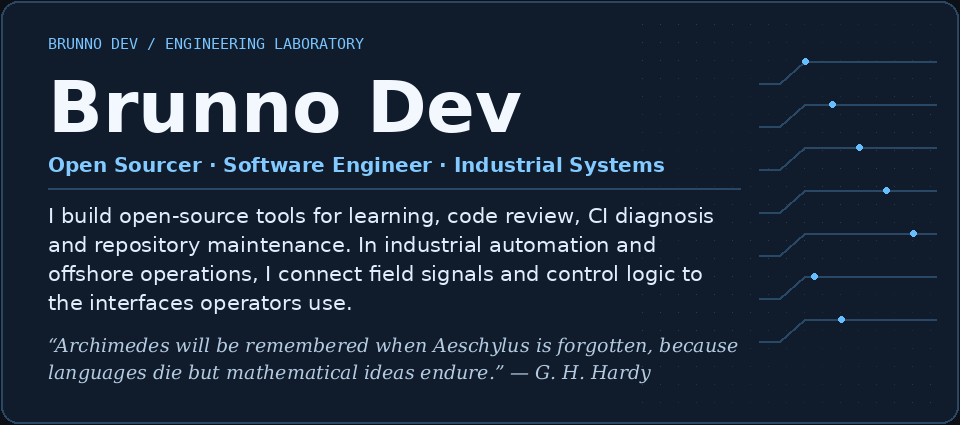 BRUNNO DEV / ENGINEERING LABORATORY
Brunno Dev
Open Sourcer · Software Engineer · Industrial Systems
I build open-source tools for learning, code review, CI diagnosis
and repository maintenance. In industrial automation and
offshore operations, I connect field signals and control logic to
the interfaces operators use.
“Archimedes will be remembered when Aeschylus is forgotten, because
languages die but mathematical ideas endure.” — G. H. Hardy